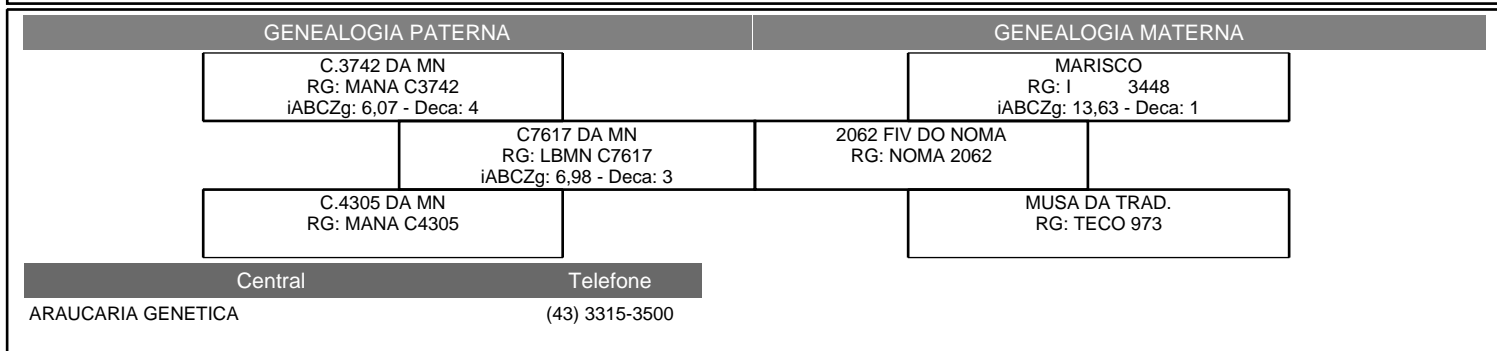 GENEALOGIA PATERNA GENEALOGIA MATERNA
C.3742 DA MN MARISCO
RG: MANA C3742 RG: I 3448
iABCZg: 6,07 - Deca: 4 iABCZg: 13,63 - Deca: 1
C7617 DA MN 2062 FIV DO NOMA
RG: LBMN C7617 RG: NOMA 2062
iABCZg: 6,98 - Deca: 3
C.4305 DA MN MUSA DA TRAD.
RG: MANA C4305 RG: TECO 973
Central Telefone
ARAUCARIA GENETICA (43) 3315-3500